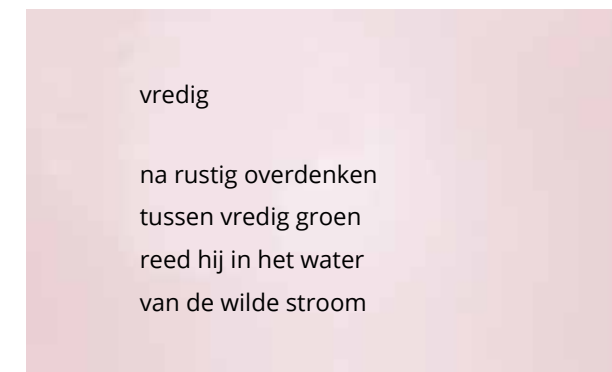 vredig
na rustig overdenken
tussen vredig groen
reed hij in het water
van de wilde stroom